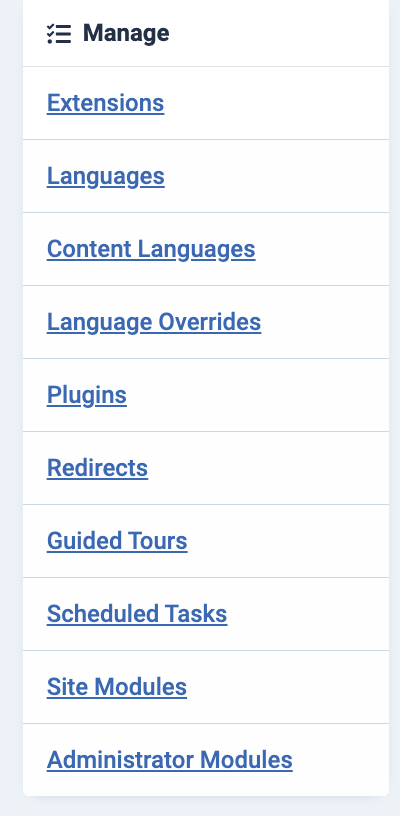 Manage
Extensions
Languages
Content Languages
Language Overrides
Plugins
Redirects
Guided Tours
Scheduled Tasks
Site Modules
Administrator Modules